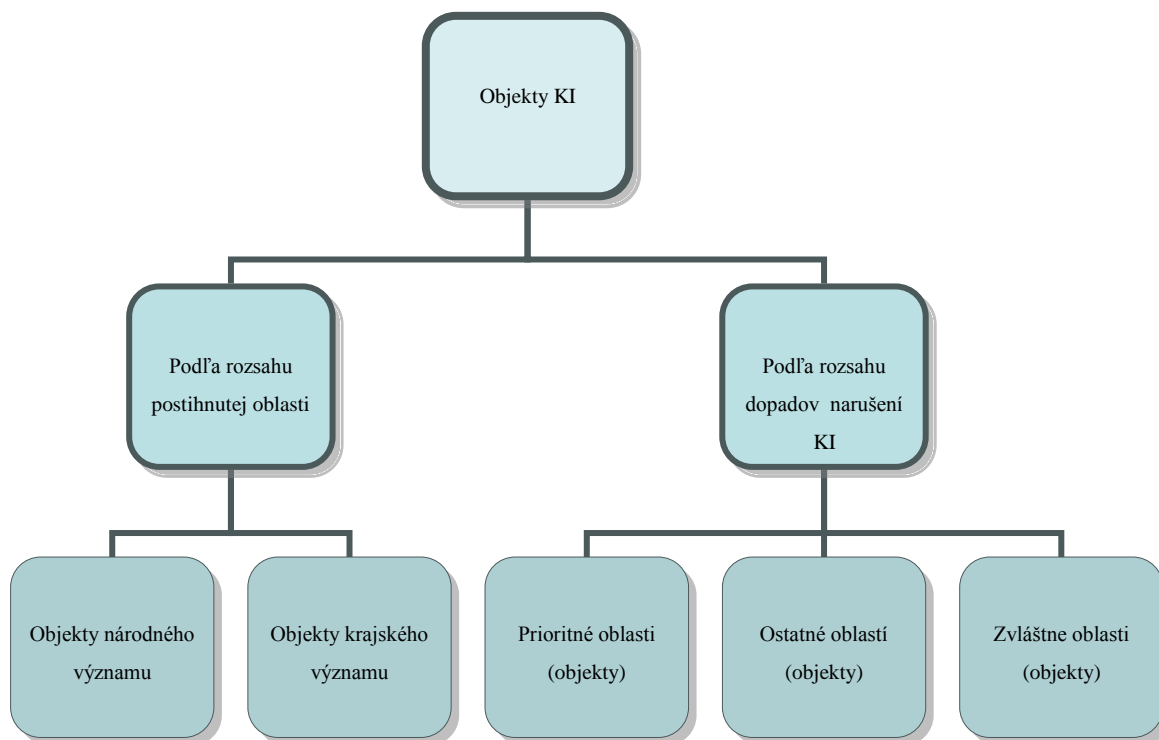 Objekty KI
Podľa rozsahu
postihnutej oblasti
Podľa rozsahu
dopadov narušení
KI
Objekty národného
významu
Objekty krajského
významu
Prioritné oblasti
(objekty)
Ostatné oblastí
(objekty)
Zvláštne oblasti
(objekty)